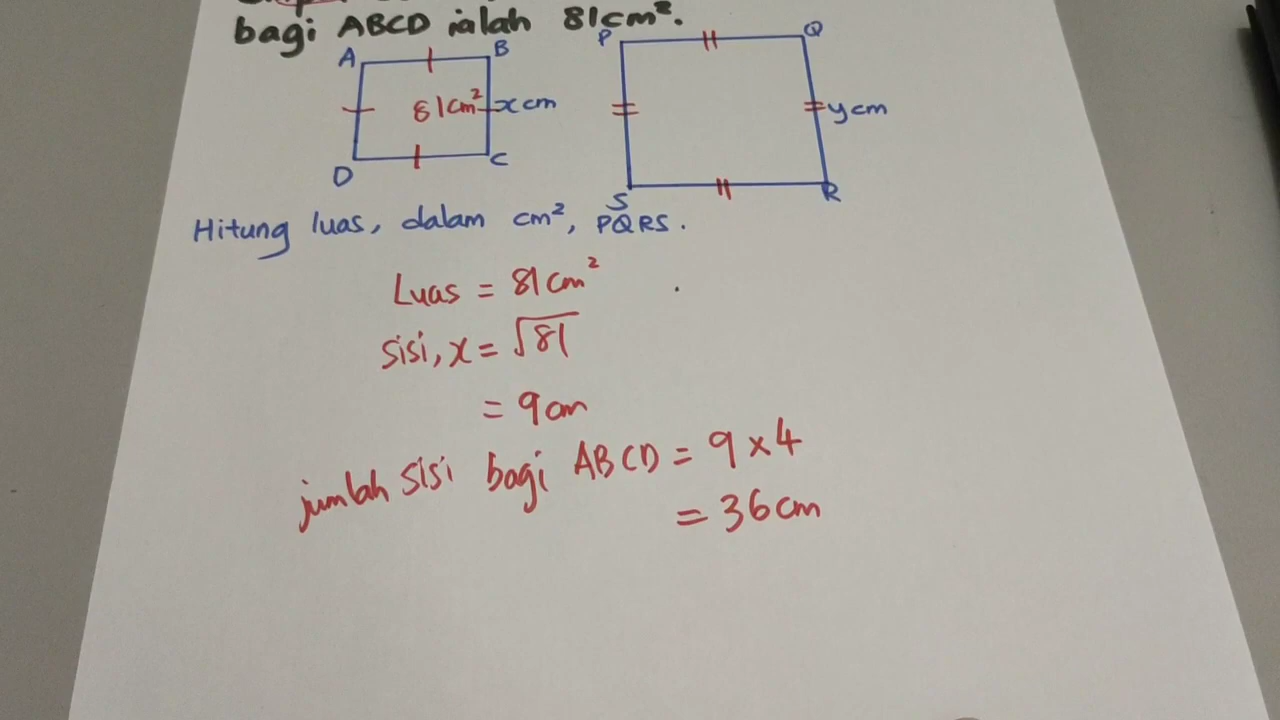 bagi ABCD ialah 81cm².
A B P Q
81cm² x cm y cm
D C S R
Hitung luas, dalam cm², PQRS.
Luas = 81cm²
sisi, x = √81
= 9cm
jumlah sisi bagi ABCD = 9 x 4
= 36cm